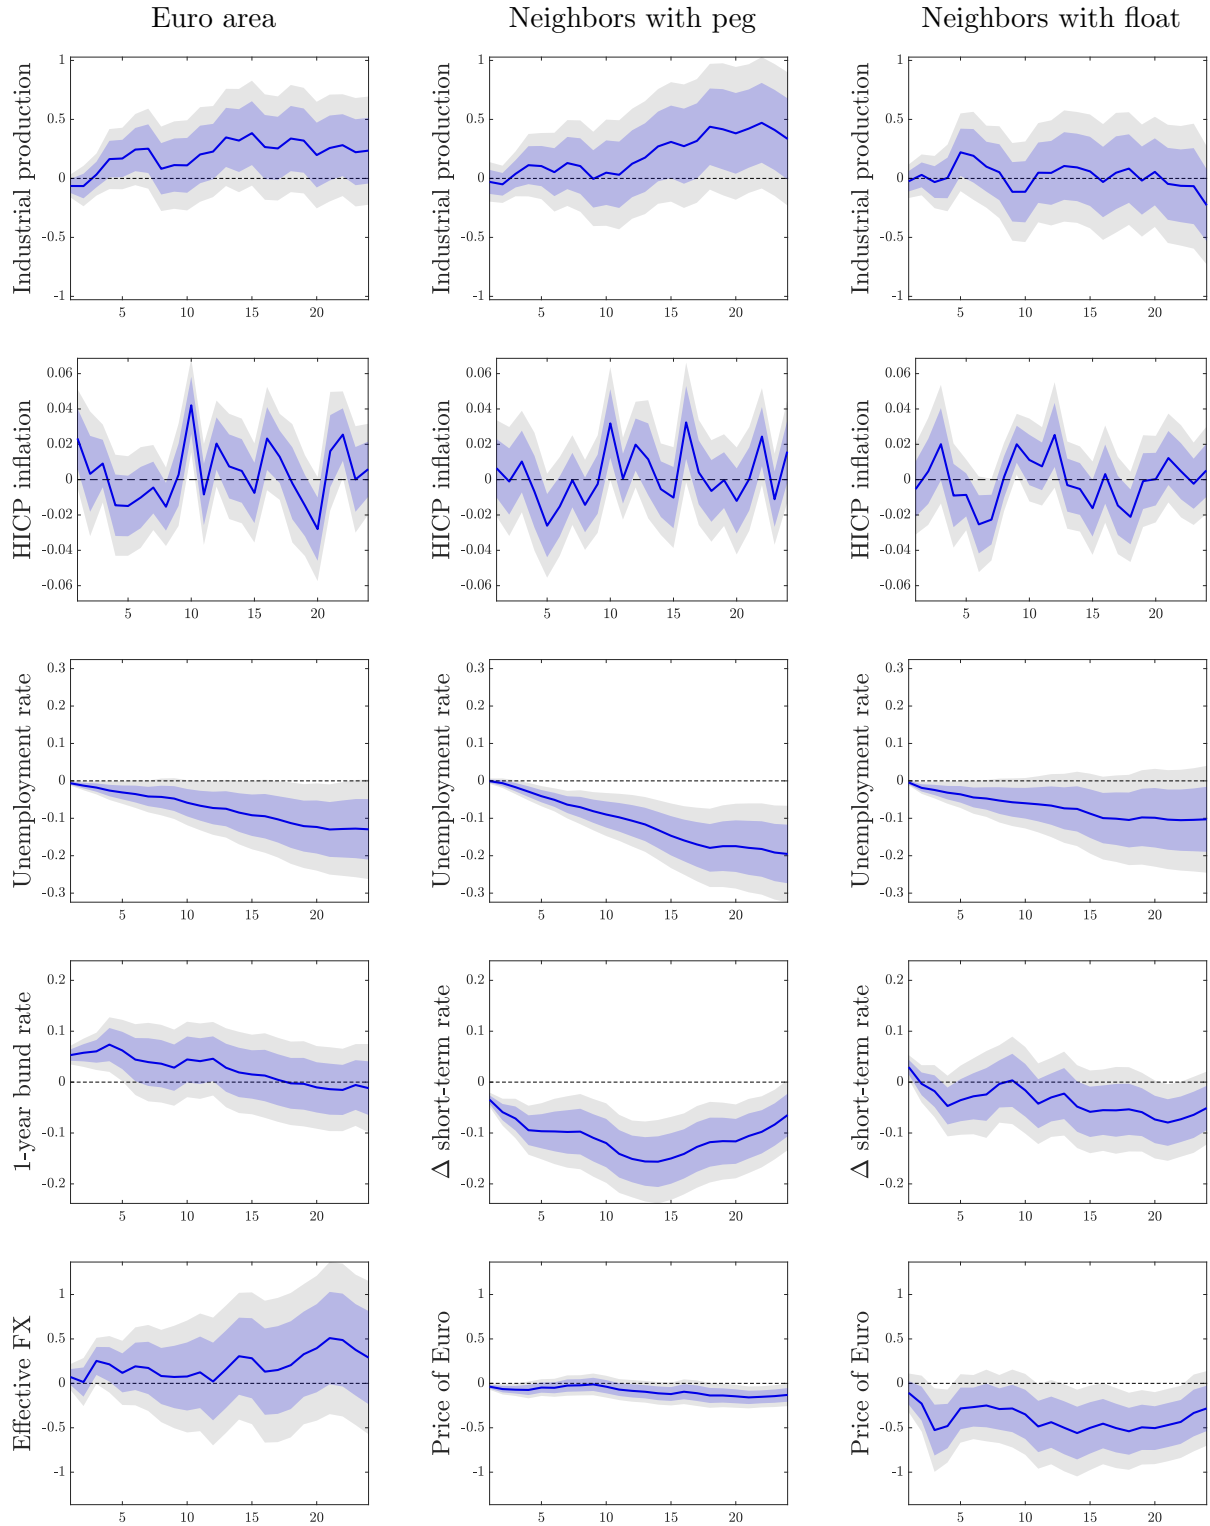 Euro area
Neighbors with peg
Neighbors with float
Industrial production
1
0.5
0
-0.5
-1
5 10 15 20
Industrial production
1
0.5
0
-0.5
-1
5 10 15 20
Industrial production
1
0.5
0
-0.5
-1
5 10 15 20
HICP inflation
0.06
0.04
0.02
0
-0.02
-0.04
-0.06
5 10 15 20
HICP inflation
0.06
0.04
0.02
0
-0.02
-0.04
-0.06
5 10 15 20
HICP inflation
0.06
0.04
0.02
0
-0.02
-0.04
-0.06
5 10 15 20
Unemployment rate
0.3
0.2
0.1
0
-0.1
-0.2
-0.3
5 10 15 20
Unemployment rate
0.3
0.2
0.1
0
-0.1
-0.2
-0.3
5 10 15 20
Unemployment rate
0.3
0.2
0.1
0
-0.1
-0.2
-0.3
5 10 15 20
1-year bund rate
0.2
0.1
0
-0.1
-0.2
5 10 15 20
Δ short-term rate
0.2
0.1
0
-0.1
-0.2
5 10 15 20
Δ short-term rate
0.2
0.1
0
-0.1
-0.2
5 10 15 20
Effective FX
1
0.5
0
-0.5
-1
5 10 15 20
Price of Euro
1
0.5
0
-0.5
-1
5 10 15 20
Price of Euro
1
0.5
0
-0.5
-1
5 10 15 20